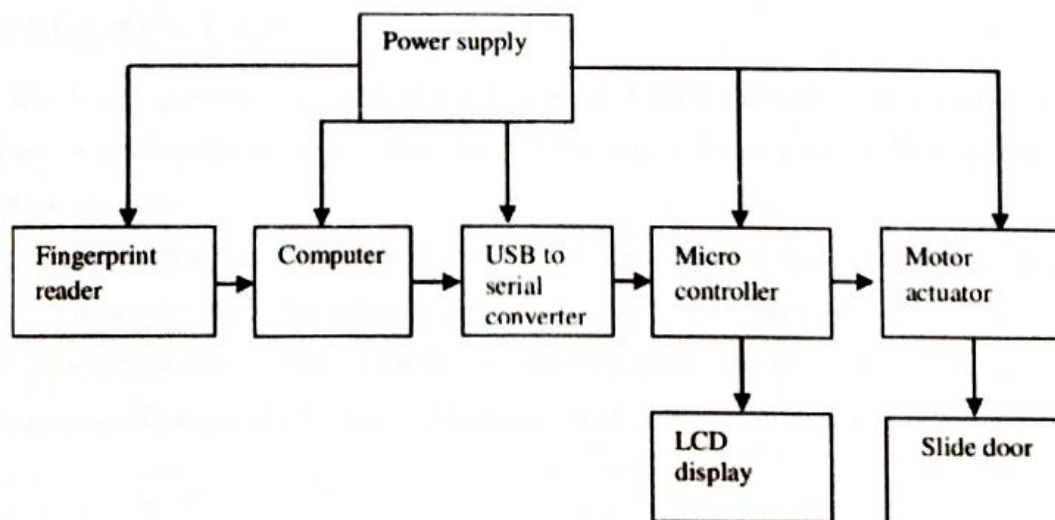 Power supply
Fingerprint
reader
Computer
USB to
serial
converter
Micro
controller
Motor
actuator
LCD
display
Slide door